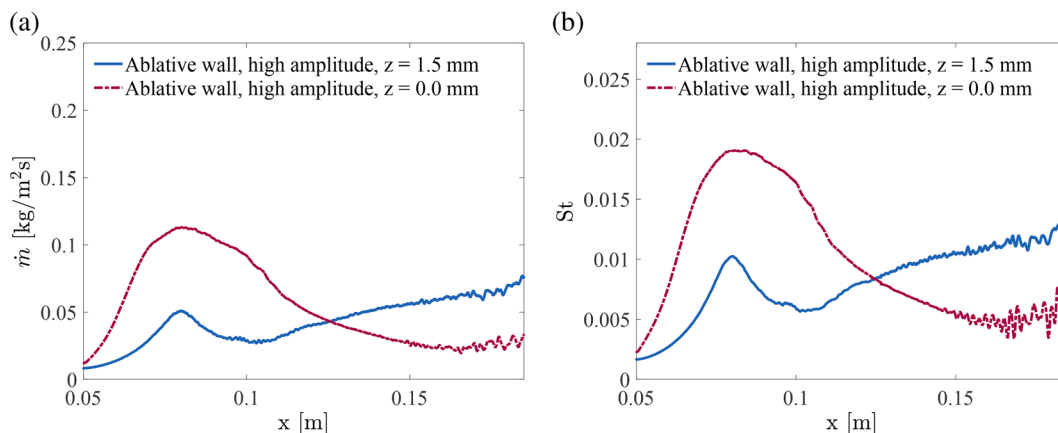 (a)
0.25
0.2
0.15
0.1
0.05
0
ṁ [kg/m²s]
Ablative wall, high amplitude, z = 1.5 mm
Ablative wall, high amplitude, z = 0.0 mm
0.05
0.1
0.15
x [m]
(b)
0.025
0.02
0.015
0.01
0.005
0
St
Ablative wall, high amplitude, z = 1.5 mm
Ablative wall, high amplitude, z = 0.0 mm
0.05
0.1
0.15
x [m]